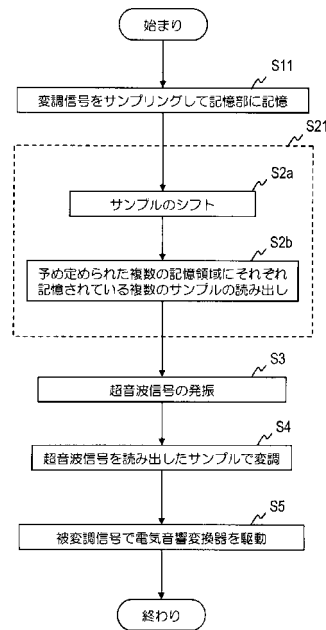 始まり
S11
変調信号をサンプリングして記憶部に記憶
S21
S2a
サンプルのシフト
S2b
予め定められた複数の記憶領域にそれぞれ
記憶されている複数のサンプルの読み出し
S3
超音波信号の発振
S4
超音波信号を読み出したサンプルで変調
S5
被変調信号で電気音響変換器を駆動
終わり